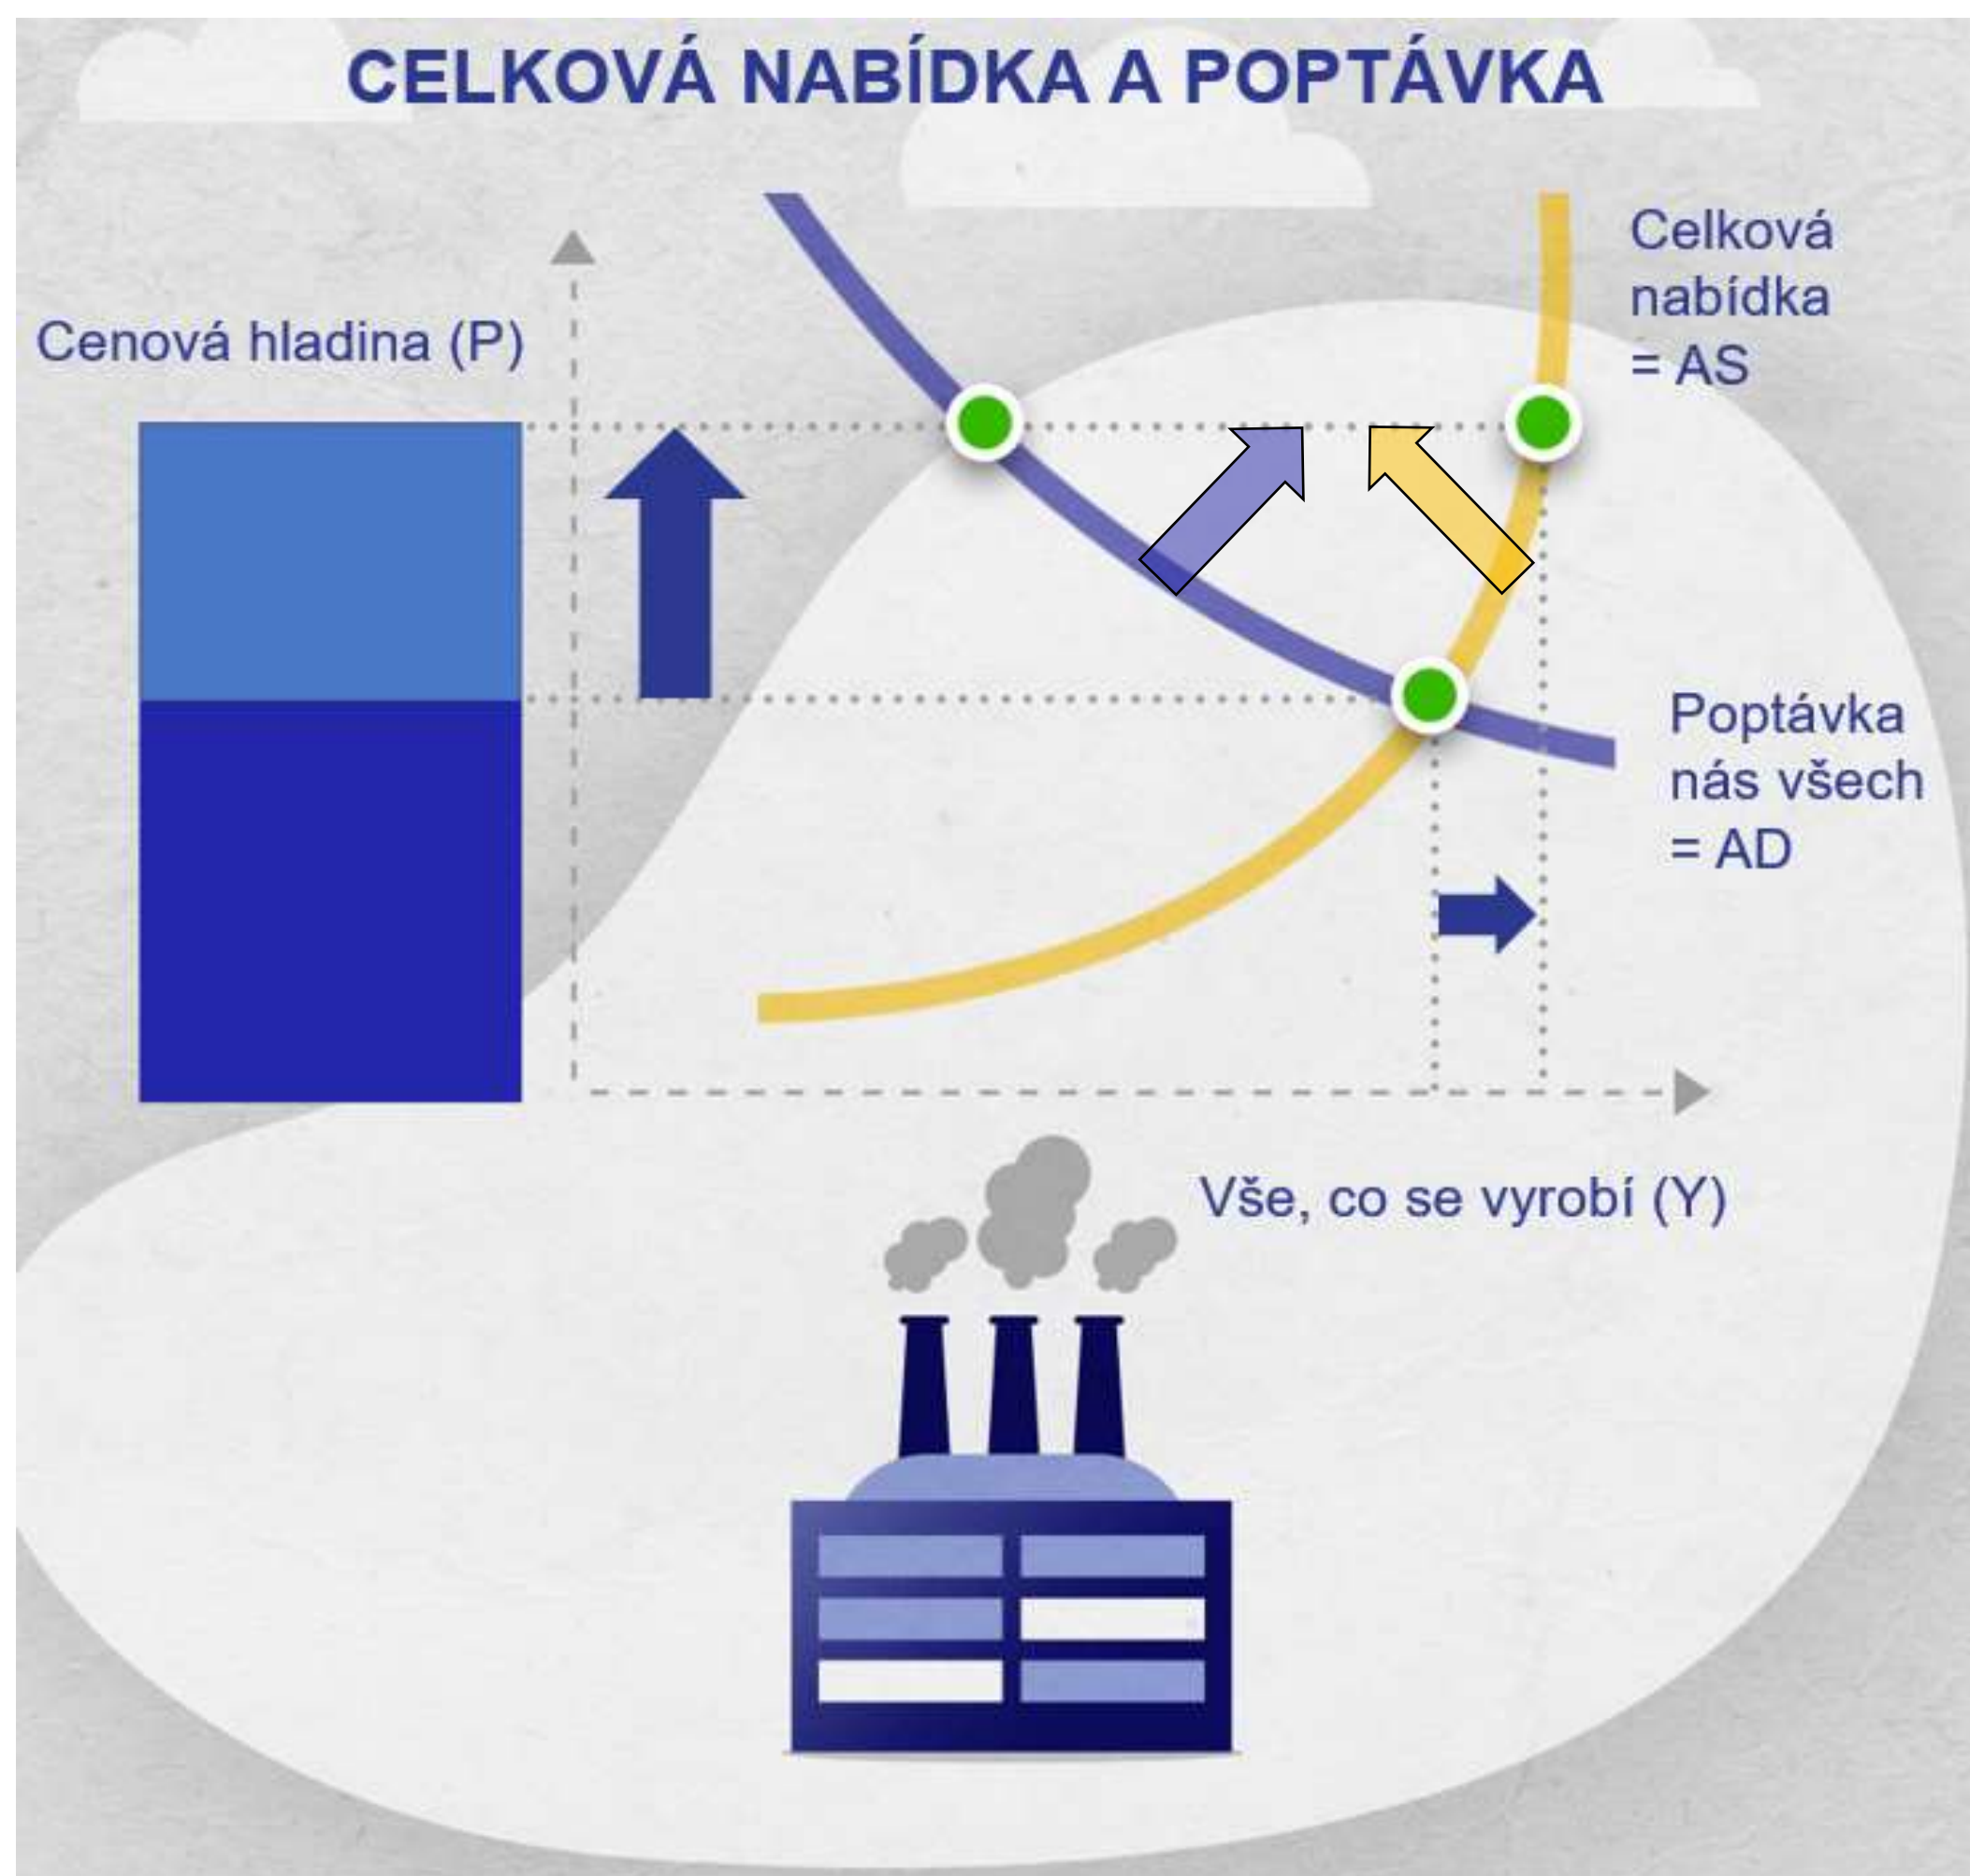 CELKOVÁ NABÍDKA A POPTÁVKA
Celková
nabídka
= AS
Cenová hladina (P)
Poptávka
nás všech
= AD
Vše, co se vyrobí (Y)